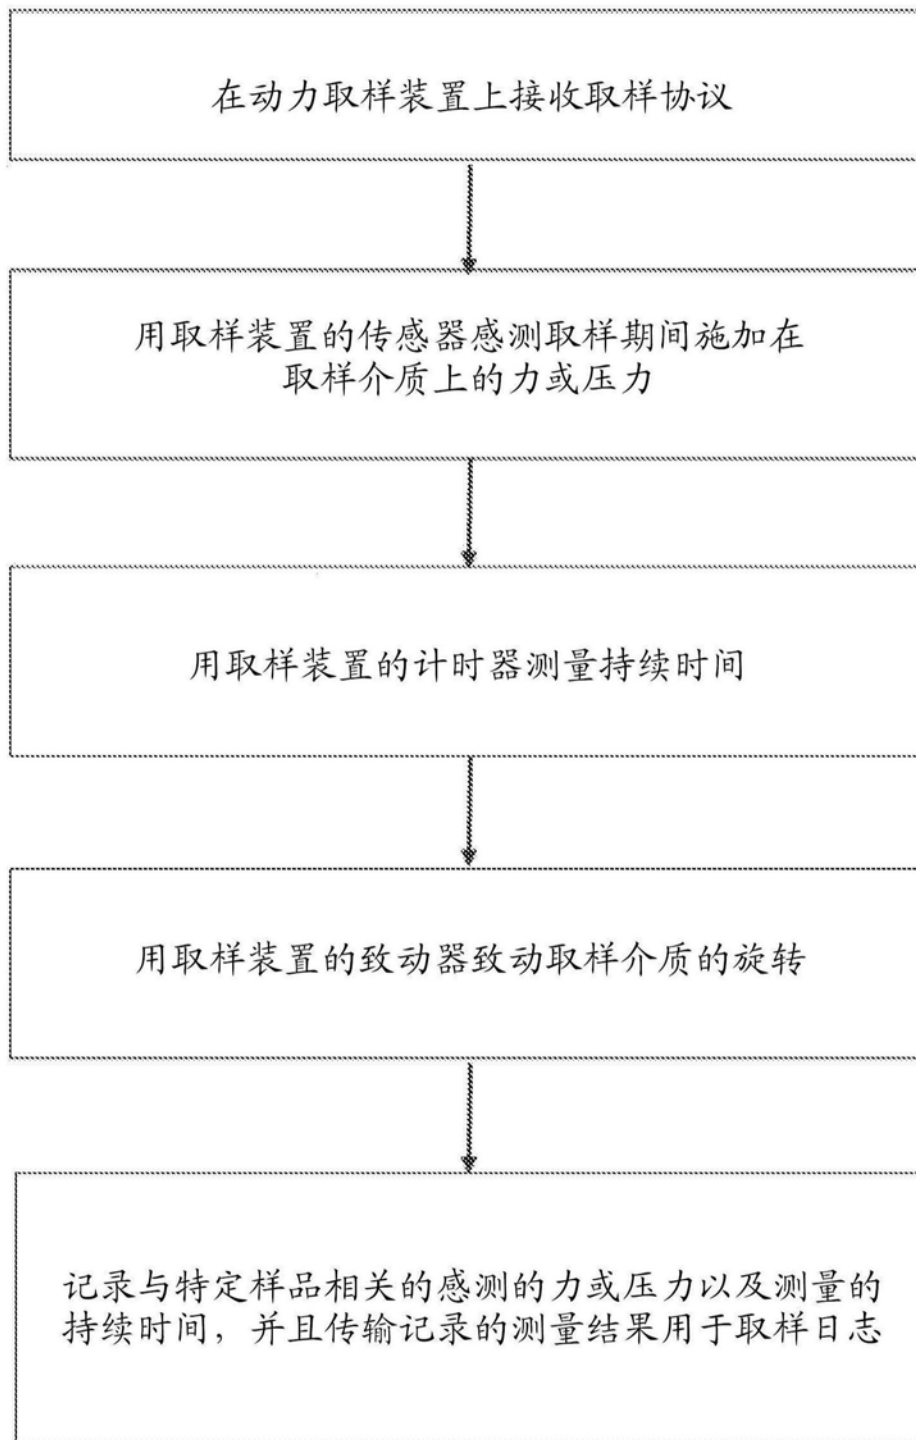 在动力取样装置上接收取样协议
用取样装置的传感器感测取样期间施加在
取样介质上的力或压力
用取样装置的计时器测量持续时间
用取样装置的致动器致动取样介质的旋转
记录与特定样品相关的感测的力或压力以及测量的
持续时间，并且传输记录的测量结果用于取样日志